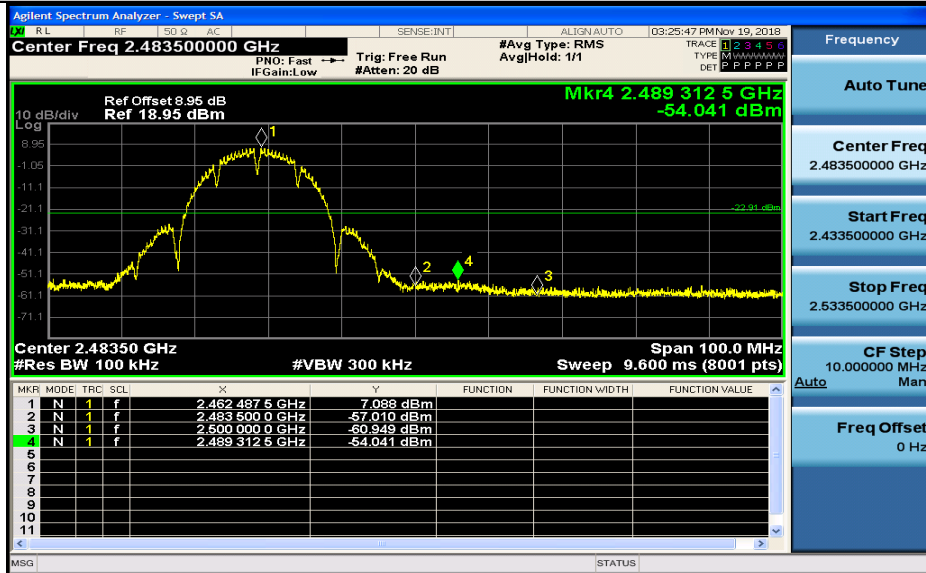 Agilent Spectrum Analyzer - Swept SA
LXI RL RF 50 Ω AC SENSE:INT ALIGN AUTO 03:25:47 PM Nov 19, 2018
Center Freq 2.483500000 GHz
PNO: Fast
IFGain:Low
Trig: Free Run
#Atten: 20 dB
#Avg Type: RMS
Avg|Hold: 1/1
TRACE 1 2 3 4 5 6
TYPE M WWWWW
DET P P P P P P
Ref Offset 8.95 dB
Ref 18.95 dBm
10 dB/div
Log
Mkr4 2.489 312 5 GHz
-54.041 dBm
8.95
-1.05
-11.1
-21.1
-31.1
-41.1
-51.1
-61.1
-71.1
1
2
4
3
-22.91 dBm
Center 2.48350 GHz Span 100.0 MHz
#Res BW 100 kHz #VBW 300 kHz Sweep 9.600 ms (8001 pts)
MKR MODE TRC SCL X Y FUNCTION FUNCTION WIDTH FUNCTION VALUE
1 N 1 f 2.462 487 5 GHz 7.088 dBm
2 N 1 f 2.483 500 0 GHz -57.010 dBm
3 N 1 f 2.500 000 0 GHz -60.949 dBm
4 N 1 f 2.489 312 5 GHz -54.041 dBm
5
6
7
8
9
10
11
MSG STATUS
Frequency
Auto Tune
Center Freq
2.483500000 GHz
Start Freq
2.433500000 GHz
Stop Freq
2.533500000 GHz
CF Step
10.000000 MHz
Auto Man
Freq Offset
0 Hz